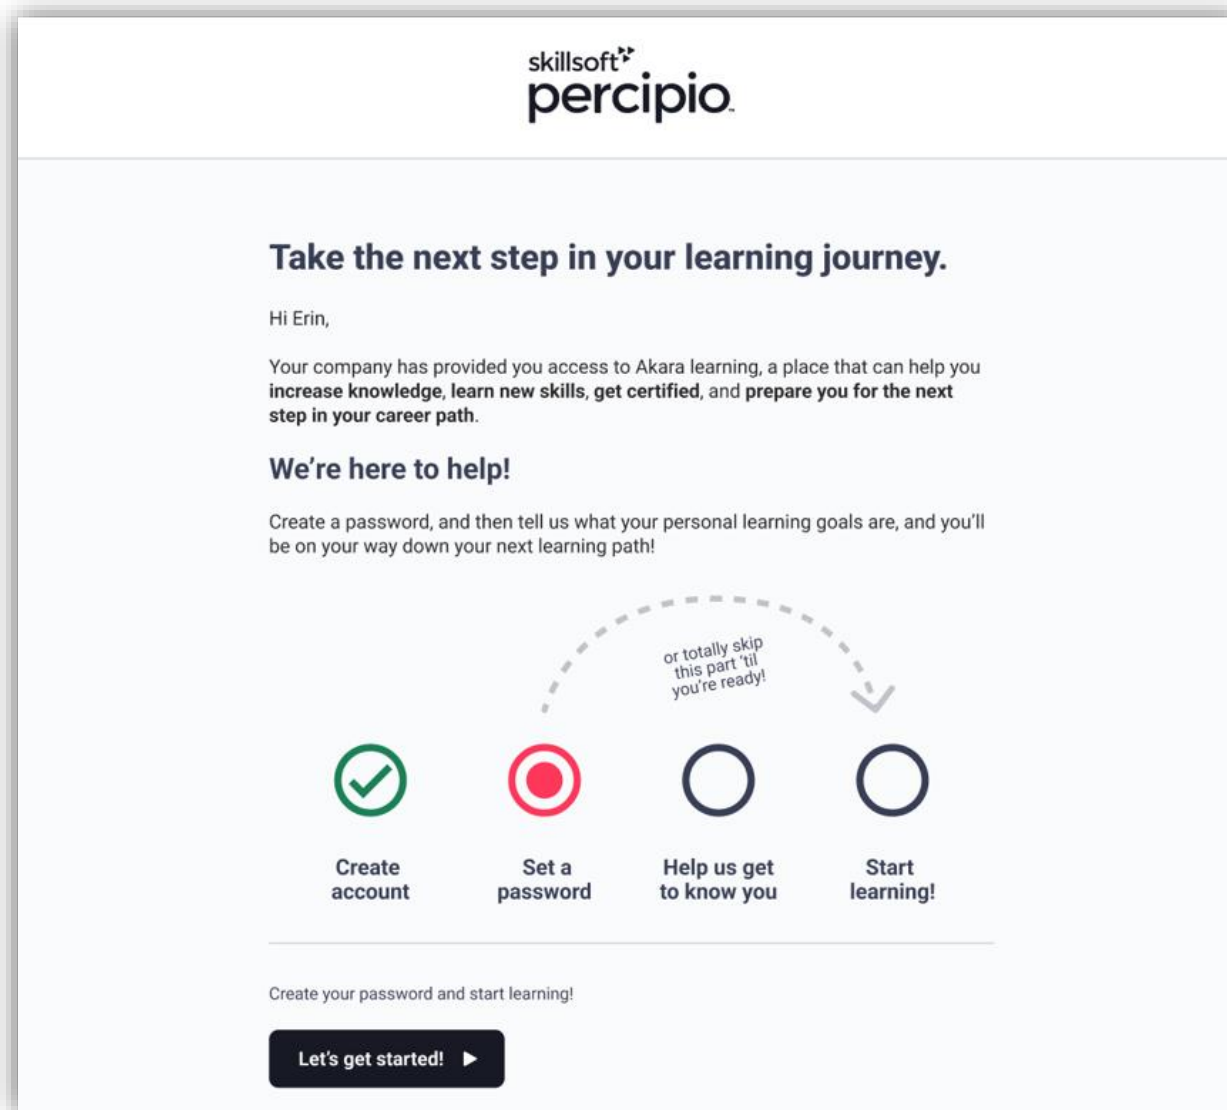 skillsoft
percipio
Take the next step in your learning journey.
Hi Erin,
Your company has provided you access to Akara learning, a place that can help you
increase knowledge, learn new skills, get certified, and prepare you for the next
step in your career path.
We’re here to help!
Create a password, and then tell us what your personal learning goals are, and you’ll
be on your way down your next learning path!
or totally skip
this part ‘til
you’re ready!
Create
account
Set a
password
Help us get
to know you
Start
learning!
Create your password and start learning!
Let’s get started!